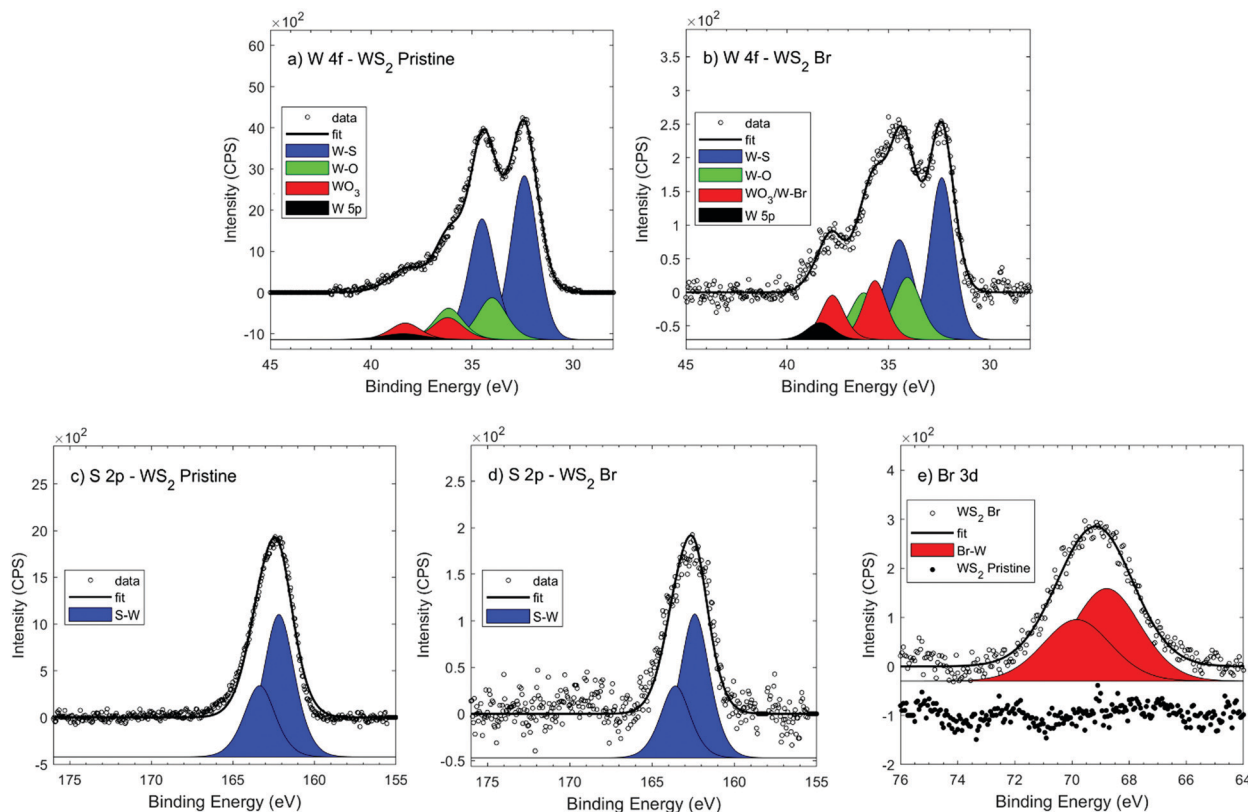 ×10²
60
50
40
30
20
10
0
-10
45
40
35
30
Intensity (CPS)
Binding Energy (eV)
a) W 4f - WS₂ Pristine
data
fit
W-S
W-O
WO₃
W 5p
×10²
3.5
3
2.5
2
1.5
1
0.5
0
-0.5
45
40
35
30
Intensity (CPS)
Binding Energy (eV)
b) W 4f - WS₂ Br
data
fit
W-S
W-O
WO₃/W-Br
W 5p
×10²
25
20
15
10
5
0
-5
175
170
165
160
155
Intensity (CPS)
Binding Energy (eV)
c) S 2p - WS₂ Pristine
data
fit
S-W
×10²
2.5
2
1.5
1
0.5
0
-0.5
175
170
165
160
155
Intensity (CPS)
Binding Energy (eV)
d) S 2p - WS₂ Br
data
fit
S-W
×10²
4
3
2
1
0
-1
-2
76
74
72
70
68
66
64
Intensity (CPS)
Binding Energy (eV)
e) Br 3d
WS₂ Br
fit
Br-W
WS₂ Pristine